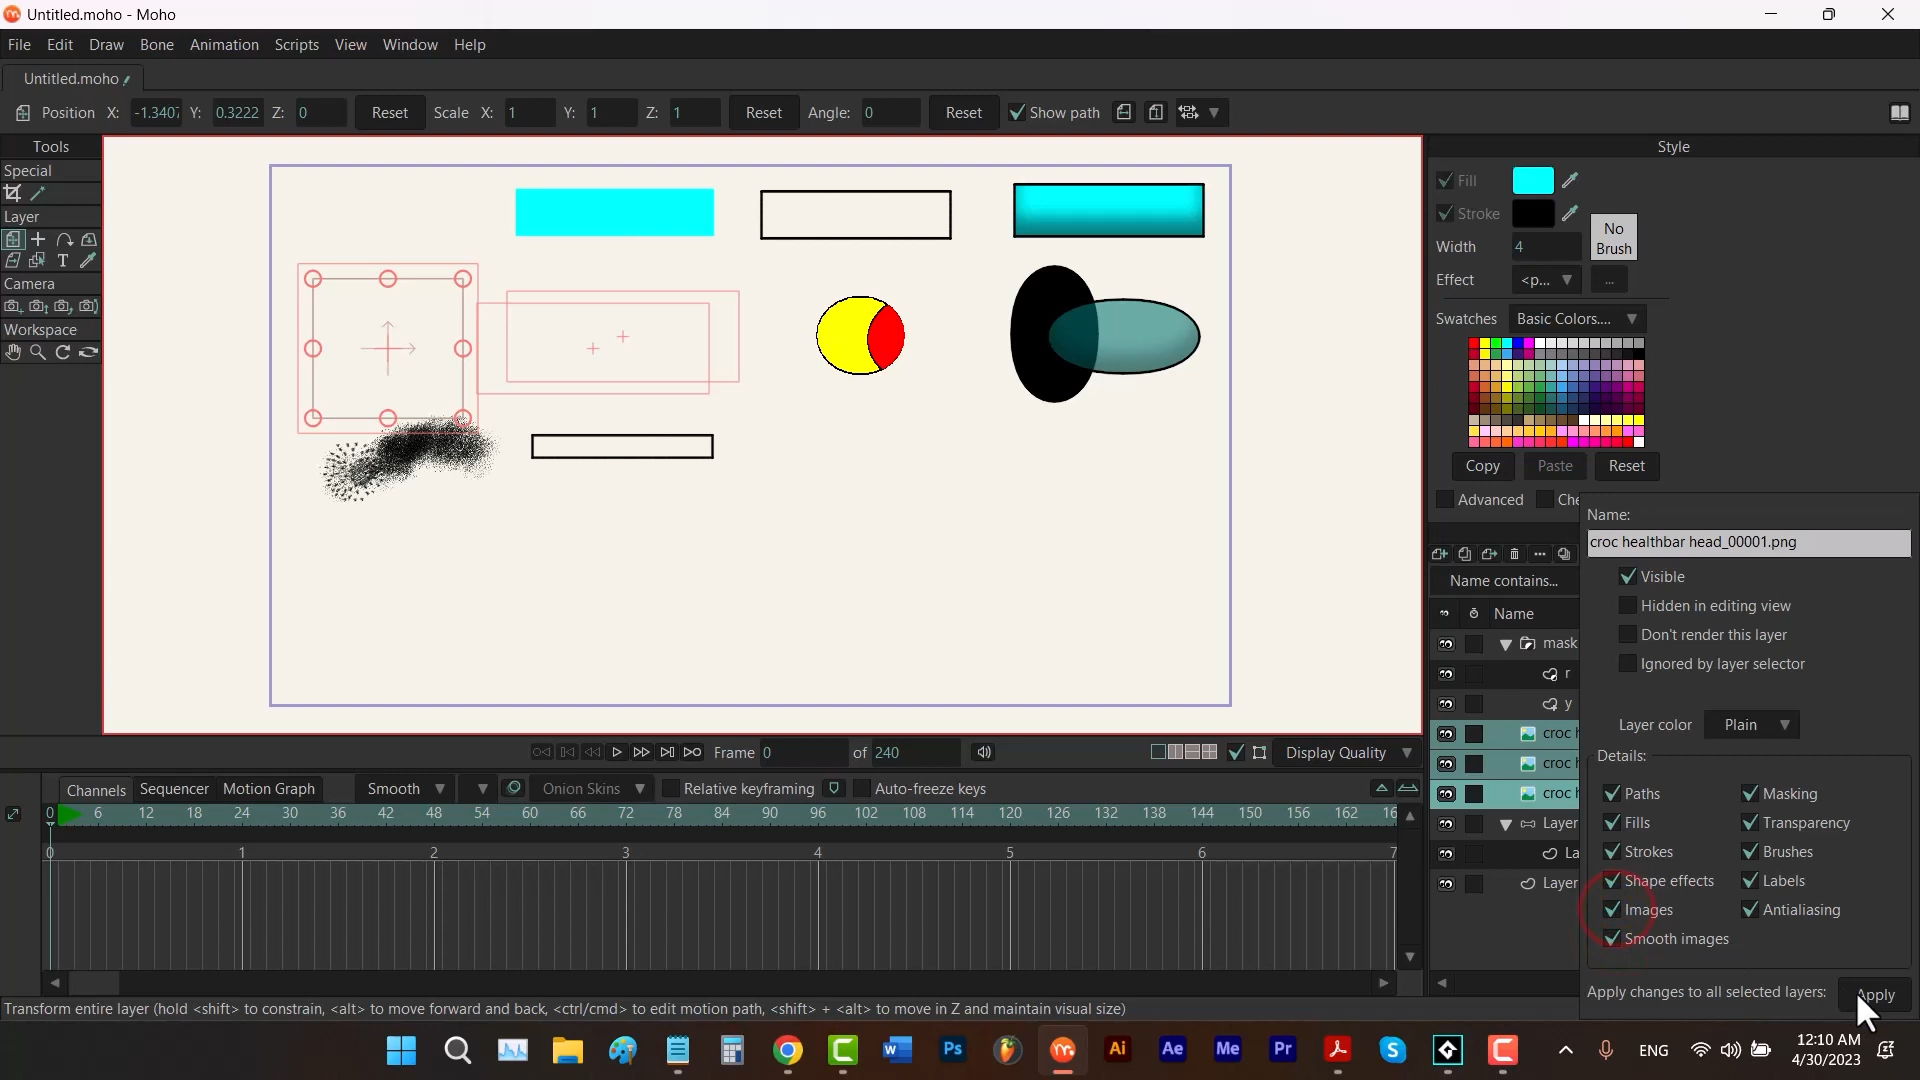 Untitled.moho - Moho
File Edit Draw Bone Animation Scripts View Window Help
Untitled.moho
Position X: -1.3407 Y: 0.3222 Z: 0 Reset Scale X: 1 Y: 1 Z: 1 Reset Angle: 0 Reset Show path
Tools
Special
Layer
T
Camera
Workspace
Style
Fill
Stroke
No Brush
Width 4
Effect <p... ...
Swatches Basic Colors....
Copy Paste Reset
Advanced Che
Name:
croc healthbar head_00001.png
Visible
Hidden in editing view
Don't render this layer
Ignored by layer selector
Layer color Plain
Details:
Paths Masking
Fills Transparency
Strokes Brushes
Shape effects Labels
Images Antialiasing
Smooth images
Apply changes to all selected layers: Apply
Name contains...
Name
mask
r
y
croc h
croc h
croc h
Layer
La
Layer
Frame 0 of 240 Display Quality
Channels Sequencer Motion Graph Smooth Onion Skins Relative keyframing Auto-freeze keys
0 6 12 18 24 30 36 42 48 54 60 66 72 78 84 90 96 102 108 114 120 126 132 138 144 150 156 162 16
0 1 2 3 4 5 6 7
Transform entire layer (hold <shift> to constrain, <alt> to move forward and back, <ctrl/cmd> to edit motion path, <shift> + <alt> to move in Z and maintain visual size)
Ps Ai Ae Me Pr
ENG
12:10 AM
4/30/2023